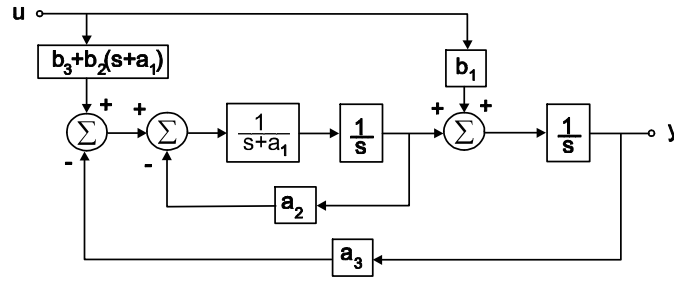 u
b₃+b₂(s+a₁)
b₁
+ + + +
Σ Σ 1/(s+a₁) 1/s Σ 1/s y
- -
a₂
a₃